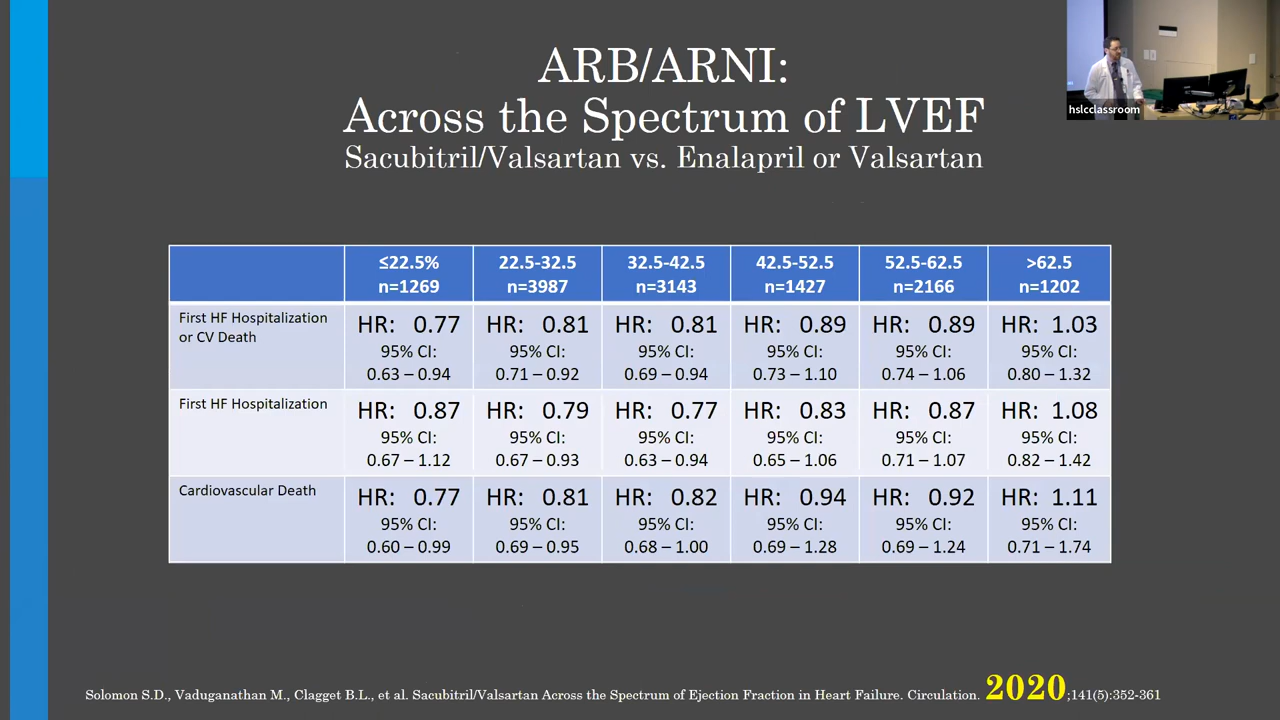 ARB/ARNI:
Across the Spectrum of LVEF
Sacubitril/Valsartan vs. Enalapril or Valsartan
hslcclassroom
≤22.5% 22.5-32.5 32.5-42.5 42.5-52.5 52.5-62.5 >62.5
n=1269 n=3987 n=3143 n=1427 n=2166 n=1202
First HF Hospitalization HR: 0.77 HR: 0.81 HR: 0.81 HR: 0.89 HR: 0.89 HR: 1.03
or CV Death 95% CI: 95% CI: 95% CI: 95% CI: 95% CI: 95% CI:
0.63 – 0.94 0.71 – 0.92 0.69 – 0.94 0.73 – 1.10 0.74 – 1.06 0.80 – 1.32
First HF Hospitalization HR: 0.87 HR: 0.79 HR: 0.77 HR: 0.83 HR: 0.87 HR: 1.08
95% CI: 95% CI: 95% CI: 95% CI: 95% CI: 95% CI:
0.67 – 1.12 0.67 – 0.93 0.63 – 0.94 0.65 – 1.06 0.71 – 1.07 0.82 – 1.42
Cardiovascular Death HR: 0.77 HR: 0.81 HR: 0.82 HR: 0.94 HR: 0.92 HR: 1.11
95% CI: 95% CI: 95% CI: 95% CI: 95% CI: 95% CI:
0.60 – 0.99 0.69 – 0.95 0.68 – 1.00 0.69 – 1.28 0.69 – 1.24 0.71 – 1.74
Solomon S.D., Vaduganathan M., Clagget B.L., et al. Sacubitril/Valsartan Across the Spectrum of Ejection Fraction in Heart Failure. Circulation. 2020;141(5):352-361